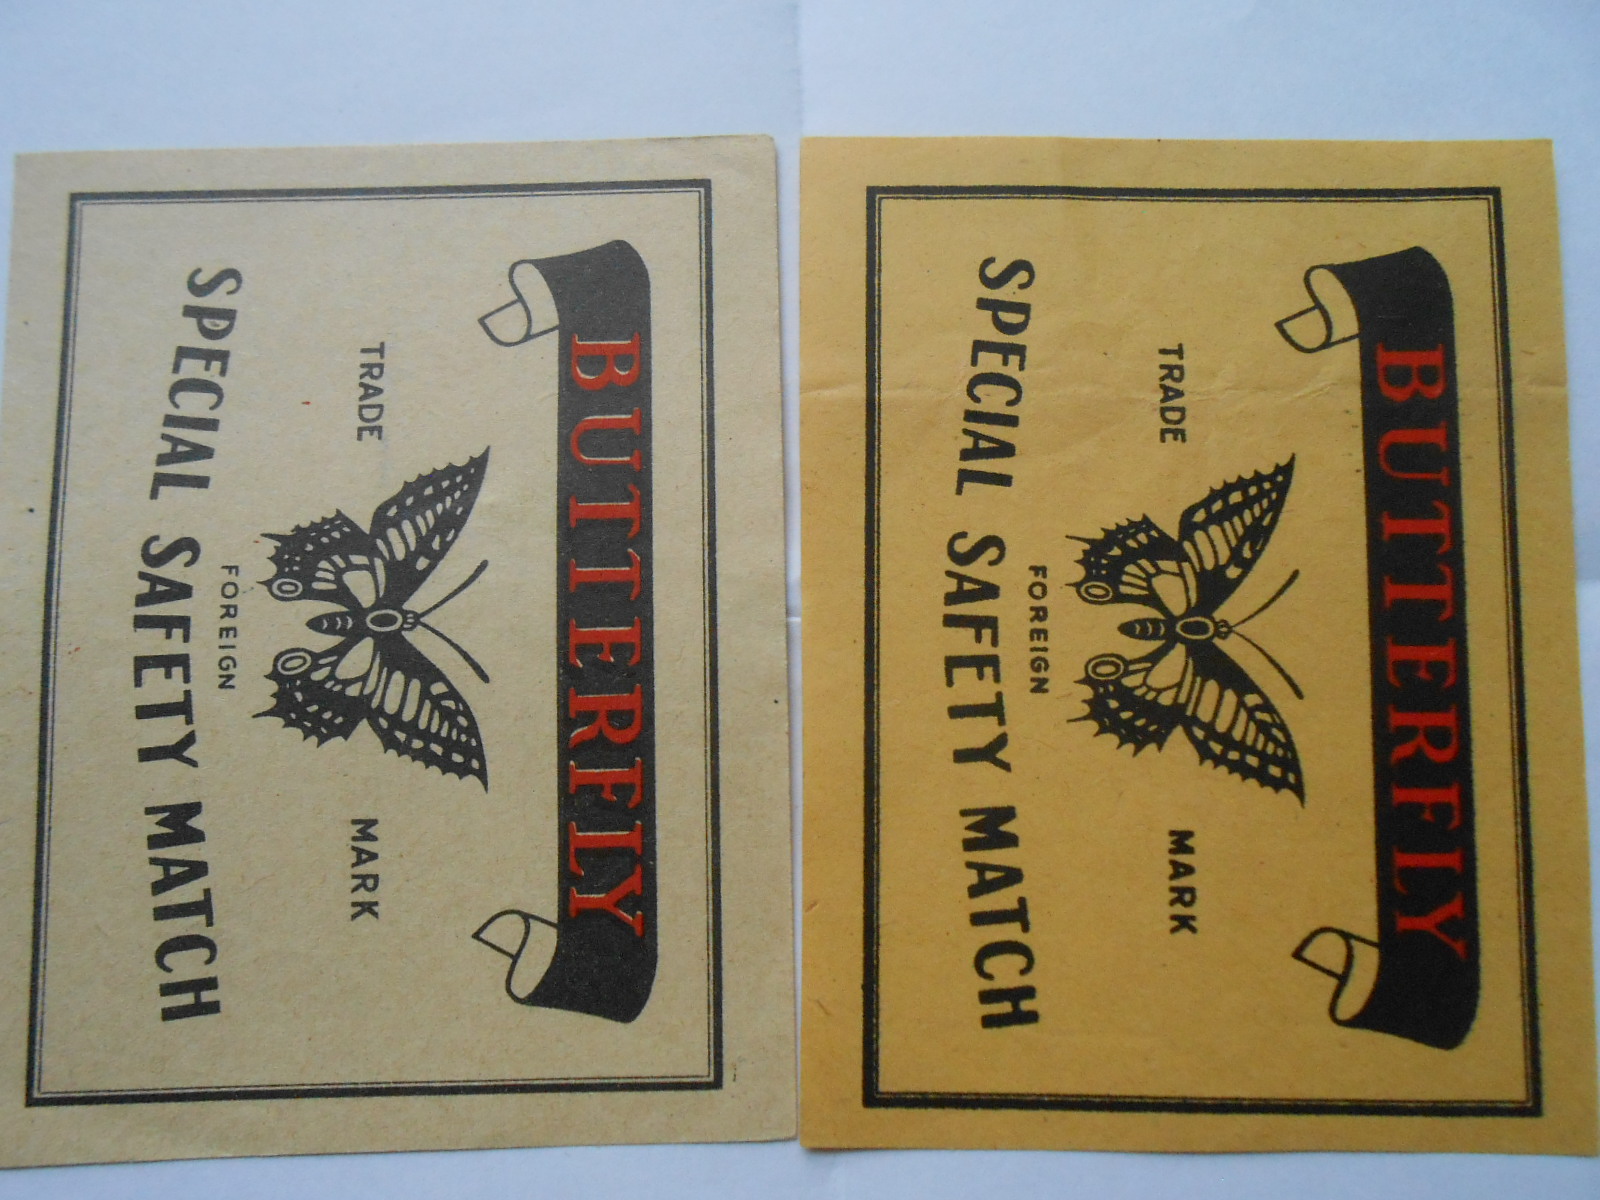 BUTTERFLY
TRADE MARK
FOREIGN
SPECIAL SAFETY MATCH
BUTTERFLY
TRADE MARK
FOREIGN
SPECIAL SAFETY MATCH